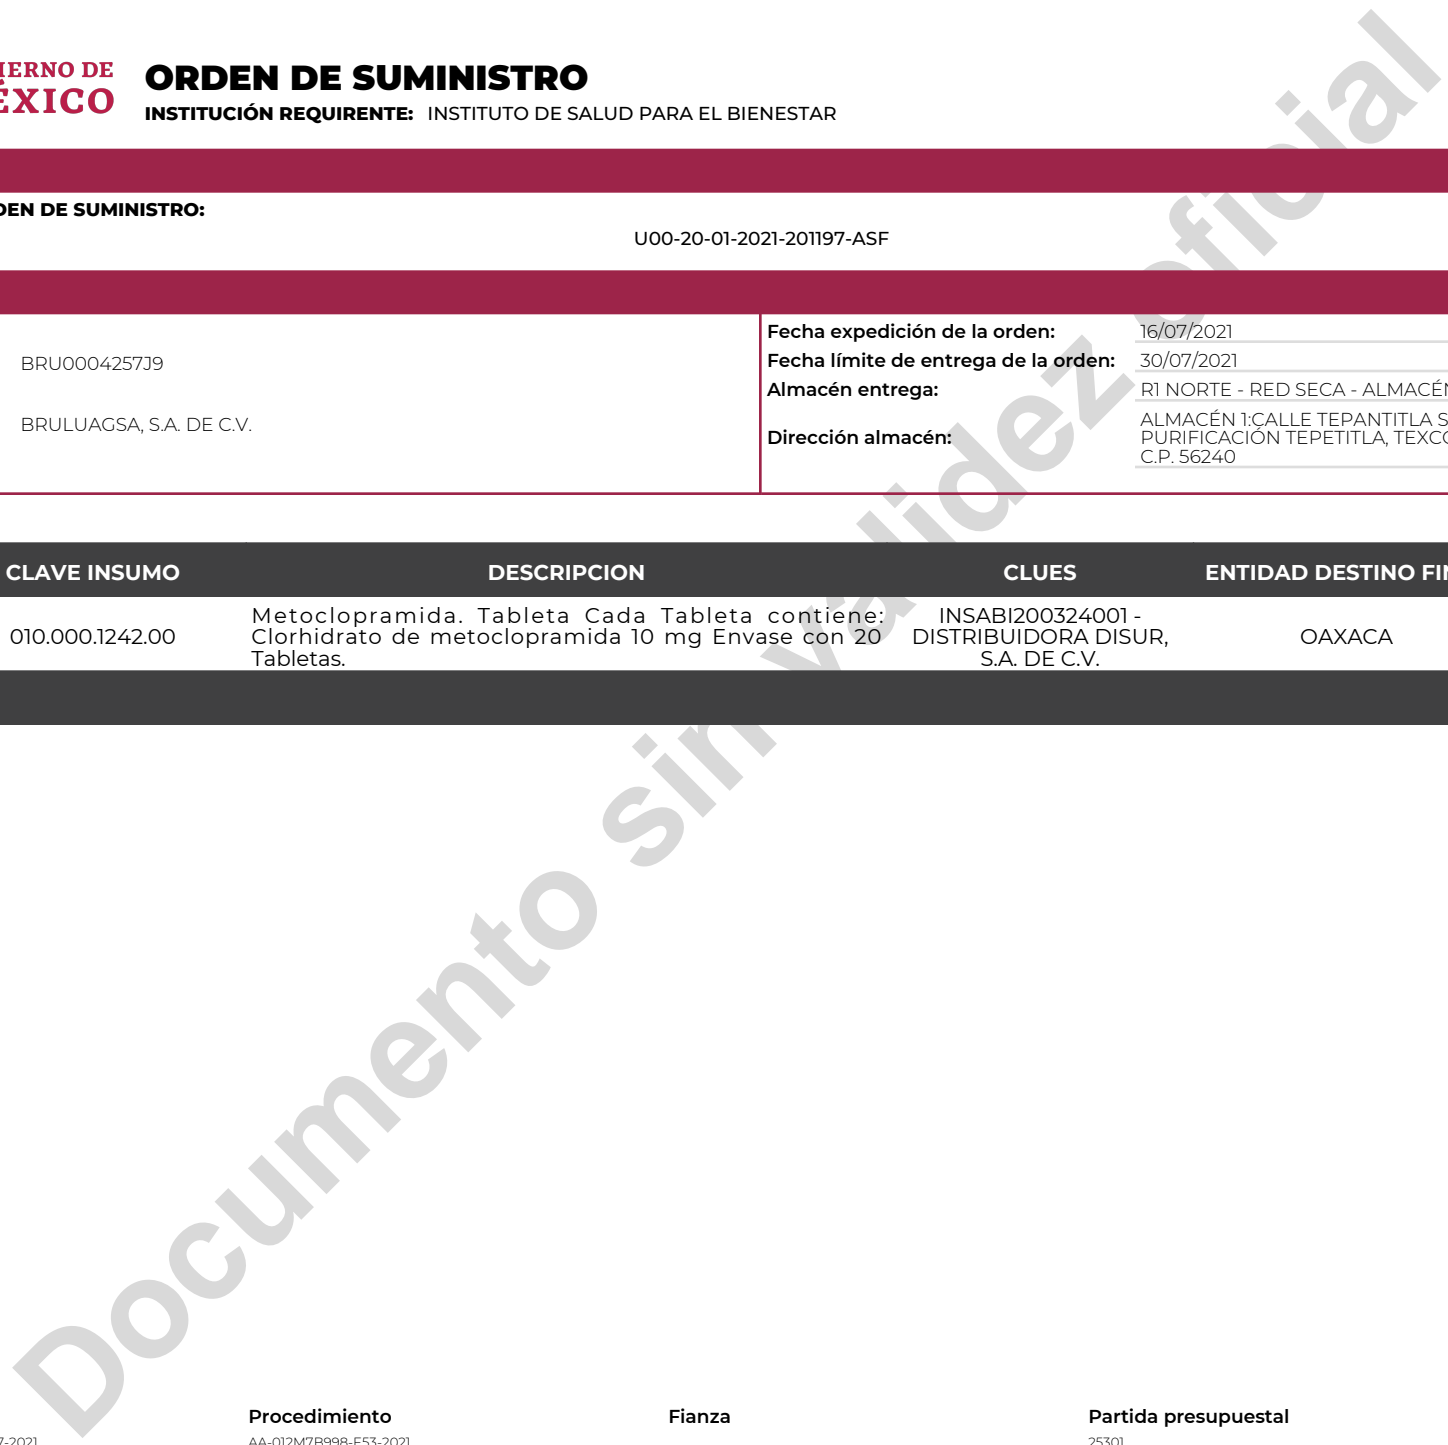 ORDEN DE SUMINISTRO
INSTITUCIÓN REQUIRENTE: INSTITUTO DE SALUD PARA EL BIENESTAR
DE
ÉXICO
DE SUMINISTRO:
U00-20-01-2021-201197-ASF
BRU0004257J9
BRULUAGSA, S.A. DE C.V.
Fecha expedición de la orden: 16/07/2021
Fecha límite de entrega de la orden: 30/07/2021
Almacén entrega: R1 NORTE - RED SECA - ALMACÉN
Dirección almacén: ALMACÉN 1:CALLE TEPANTITLA S
PURIFICACIÓN TEPETITLA, TEXCO
C.P. 56240
CLAVE INSUMO DESCRIPCION CLUES ENTIDAD DESTINO FIN
010.000.1242.00
Metoclopramida. Tableta Cada Tableta contiene:
Clorhidrato de metoclopramida 10 mg Envase con 20
Tabletas.
INSABI200324001 -
DISTRIBUIDORA DISUR,
S.A. DE C.V.
OAXACA
Documento sin validez oficial
Procedimiento Fianza Partida presupuestal
7-2021 AA-012M7B998-E53-2021 25301